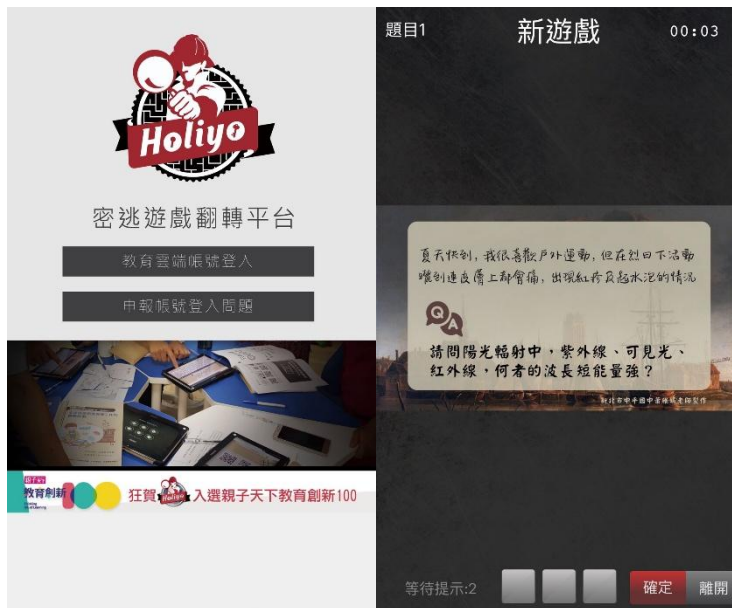 Holiyo
密逃遊戲翻轉平台
教育雲端帳號登入
申報帳號登入問題
親子天下
教育創新
狂賀 Holiyo 入選親子天下教育創新100
題目1
新遊戲
00:03
夏天快到,我很喜歡戶外運動,但在烈日下活動
曬到連皮膚上都會痛,出現紅疹及起水泡的情況
QA
請問陽光輻射中,紫外線、可見光、
紅外線,何者的波長短能量強?
等待提示:2
確定
離開